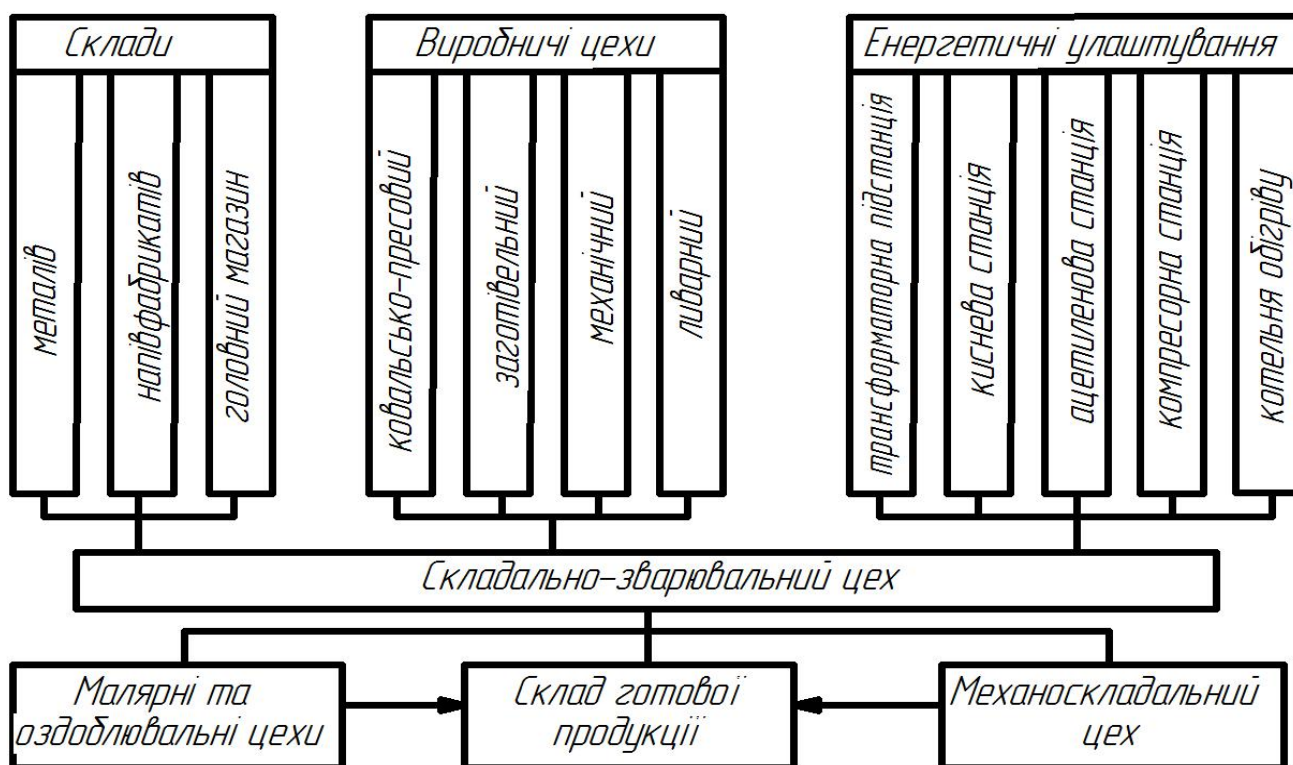 Склади
металів
напівфабрикатів
головний магазин
Виробничі цехи
ковальсько-пресовий
заготівельний
механічний
ливарний
Енергетичні улаштування
трансформаторна підстанція
киснева станція
ацетиленова станція
компресорна станція
котельня обігріву
Складально-зварювальний цех
Малярні та
оздоблювальні цехи
Склад готової
продукції
Механоскладальний
цех